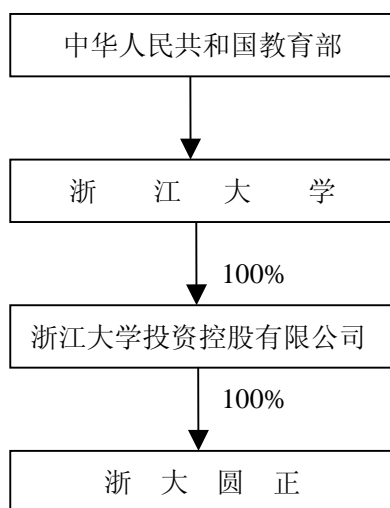 中华人民共和国教育部
浙 江 大 学
100%
浙江大学投资控股有限公司
100%
浙 大 圆 正